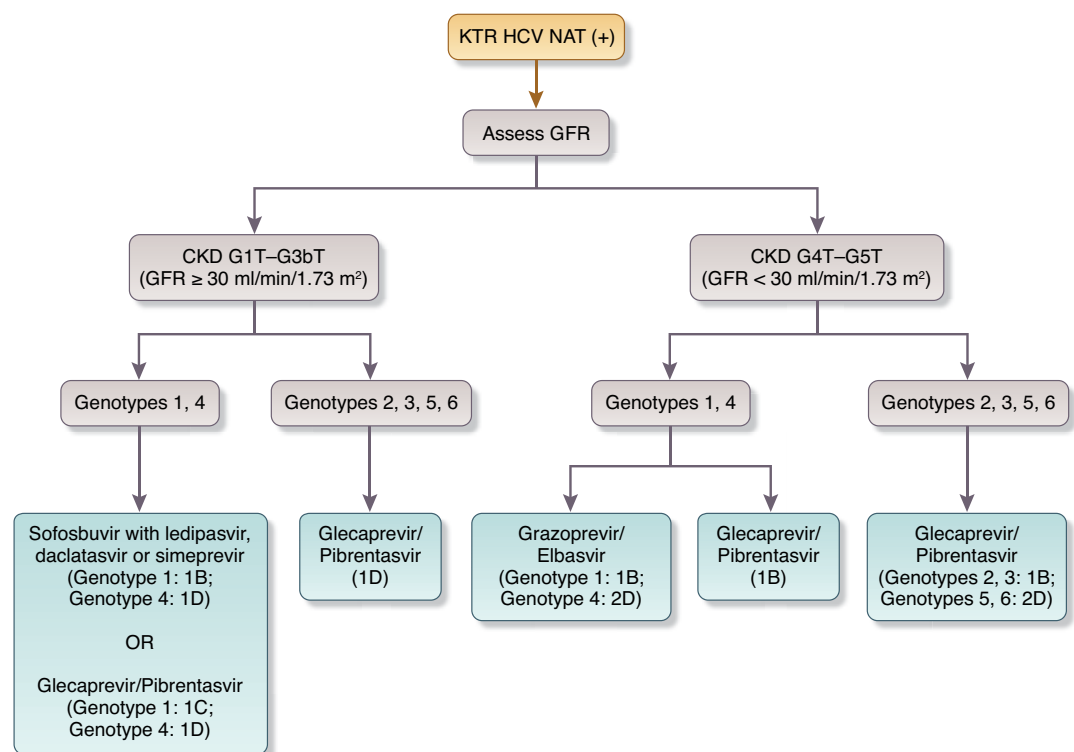 KTR HCV NAT (+)
Assess GFR
CKD G1T–G3bT
(GFR ≥ 30 ml/min/1.73 m²)
CKD G4T–G5T
(GFR < 30 ml/min/1.73 m²)
Genotypes 1, 4
Genotypes 2, 3, 5, 6
Genotypes 1, 4
Genotypes 2, 3, 5, 6
Sofosbuvir with ledipasvir,
daclatasvir or simeprevir
(Genotype 1: 1B;
Genotype 4: 1D)
OR
Glecaprevir/Pibrentasvir
(Genotype 1: 1C;
Genotype 4: 1D)
Glecaprevir/
Pibrentasvir
(1D)
Grazoprevir/
Elbasvir
(Genotype 1: 1B;
Genotype 4: 2D)
Glecaprevir/
Pibrentasvir
(1B)
Glecaprevir/
Pibrentasvir
(Genotypes 2, 3: 1B;
Genotypes 5, 6: 2D)